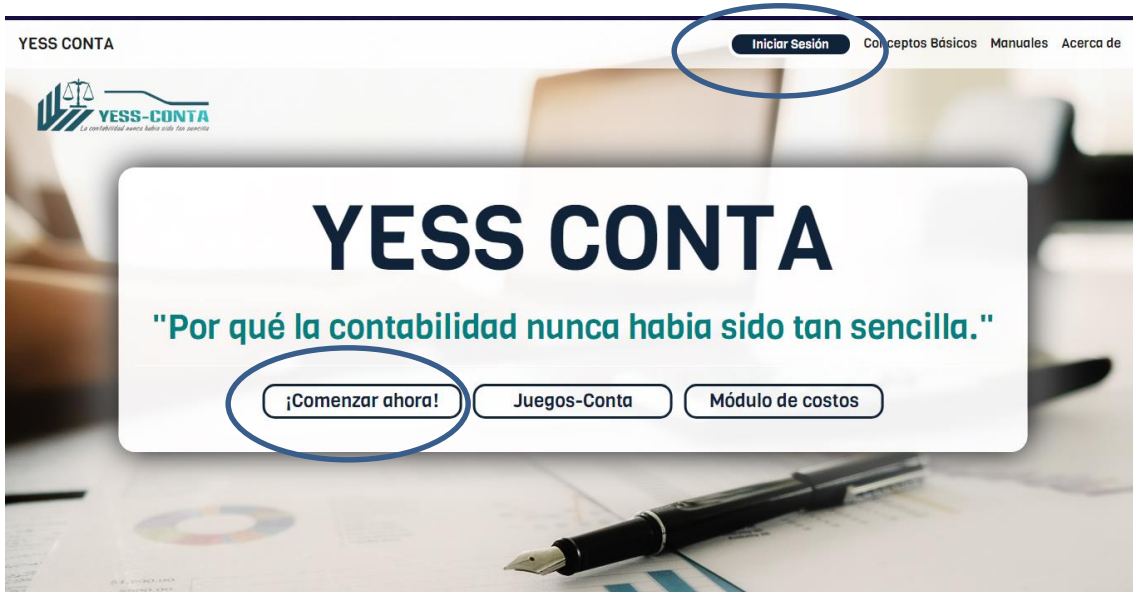 YESS CONTA
Iniciar Sesión
Conceptos Básicos
Manuales
Acerca de
YESS-CONTA
La contabilidad nunca habia sido tan sencilla
YESS CONTA
"Por qué la contabilidad nunca habia sido tan sencilla."
¡Comenzar ahora!
Juegos-Conta
Módulo de costos